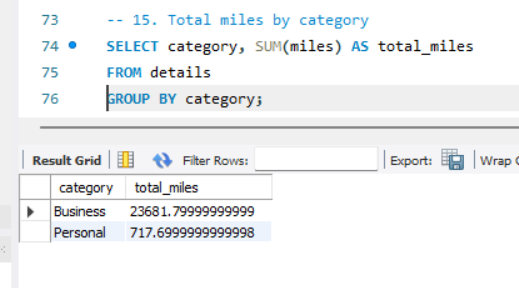 73 -- 15. Total miles by category
74 SELECT category, SUM(miles) AS total_miles
75 FROM details
76 GROUP BY category;
Result Grid Filter Rows: Export: Wrap C
category total_miles
Business 23681.79999999999
Personal 717.6999999999998